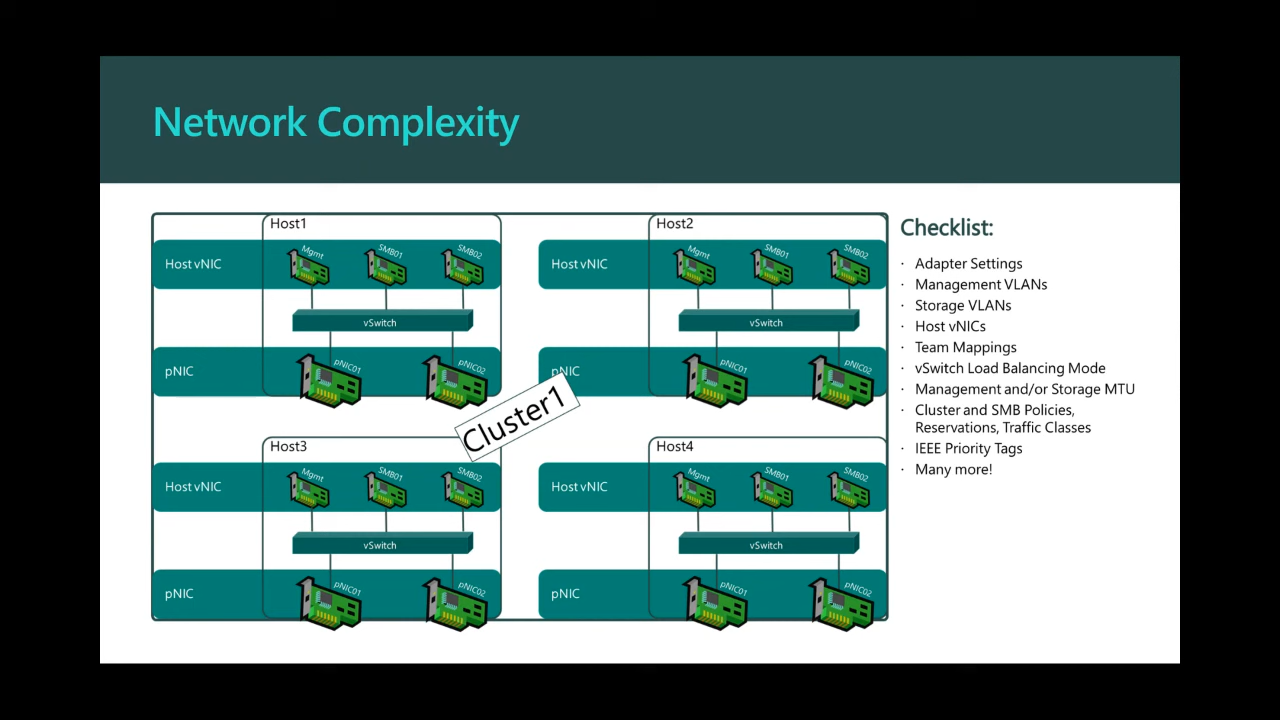 Network Complexity
Host1
Host vNIC
Mgmt
SMB01
SMB02
vSwitch
pNIC
pNIC01
pNIC02
Host2
Host vNIC
Mgmt
SMB01
SMB02
vSwitch
pNIC
pNIC01
pNIC02
Cluster1
Host3
Host vNIC
Mgmt
SMB01
SMB02
vSwitch
pNIC
pNIC01
pNIC02
Host4
Host vNIC
Mgmt
SMB01
SMB02
vSwitch
pNIC
pNIC01
pNIC02
Checklist:
· Adapter Settings
· Management VLANs
· Storage VLANs
· Host vNICs
· Team Mappings
· vSwitch Load Balancing Mode
· Management and/or Storage MTU
· Cluster and SMB Policies,
Reservations, Traffic Classes
· IEEE Priority Tags
· Many more!